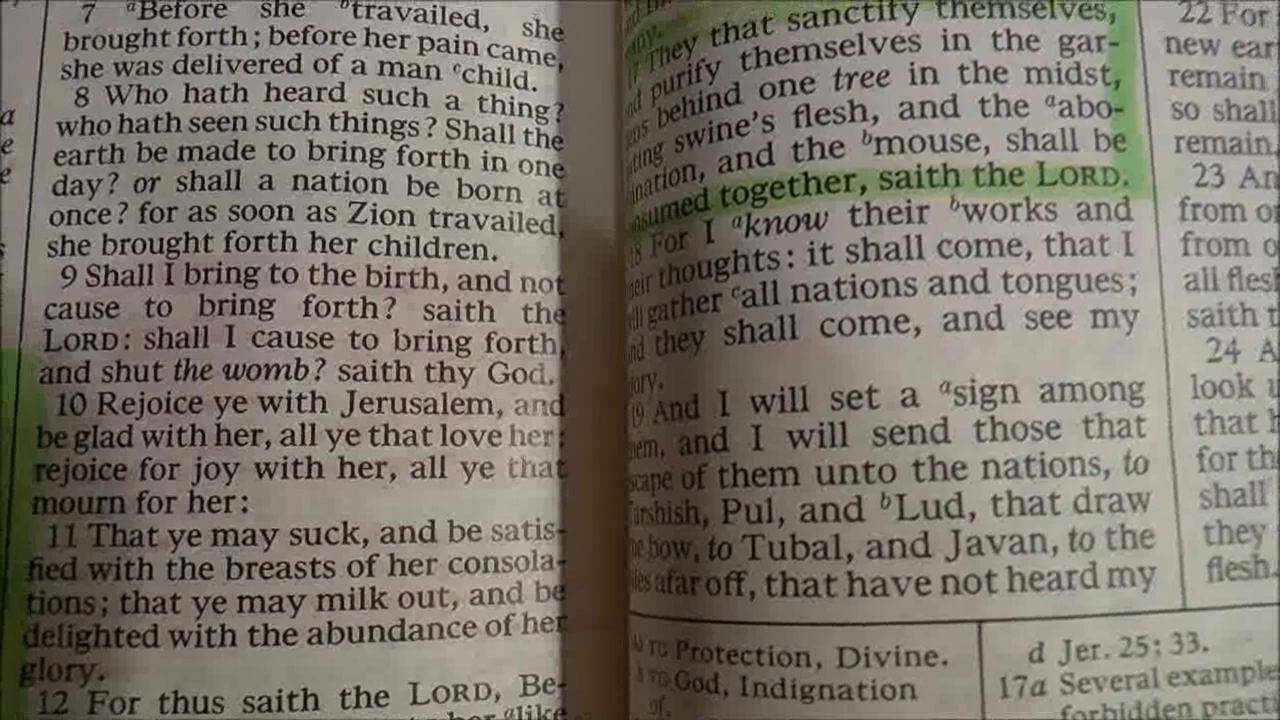 7 ᵃBefore she ᵇtravailed, she
brought forth; before her pain came,
she was delivered of a man ᶜchild.
8 Who hath heard such a thing?
who hath seen such things? Shall the
earth be made to bring forth in one
day? or shall a nation be born at
once? for as soon as Zion travailed,
she brought forth her children.
9 Shall I bring to the birth, and not
cause to bring forth? saith the
LORD: shall I cause to bring forth,
and shut the womb? saith thy God.
10 Rejoice ye with Jerusalem, and
be glad with her, all ye that love her:
rejoice for joy with her, all ye that
mourn for her:
11 That ye may suck, and be satis-
fied with the breasts of her consola-
tions; that ye may milk out, and be
delighted with the abundance of her
glory.
12 For thus saith the LORD, Be-
her ᵃlike
They that sanctify themselves,
purify themselves in the gar-
behind one tree in the midst,
swine's flesh, and the ᵃabo-
and the ᵇmouse, shall be
together, saith the LORD.
18 For I ᵃknow their ᵇworks and
thoughts: it shall come, that I
gather ᶜall nations and tongues;
they shall come, and see my
19 And I will set a ᵃsign among
and I will send those that
of them unto the nations, to
Pul, and ᵇLud, that draw
bow, to Tubal, and Javan, to the
afar off, that have not heard my
TG Protection, Divine.
TG God, Indignation
of.
22 For
new ear
remain
so shall
remain.
23 An
from o
from o
all flesh
saith t
24 A
look u
that h
for th
shall
they
flesh.
d Jer. 25: 33.
17a Several example
forbidden practi